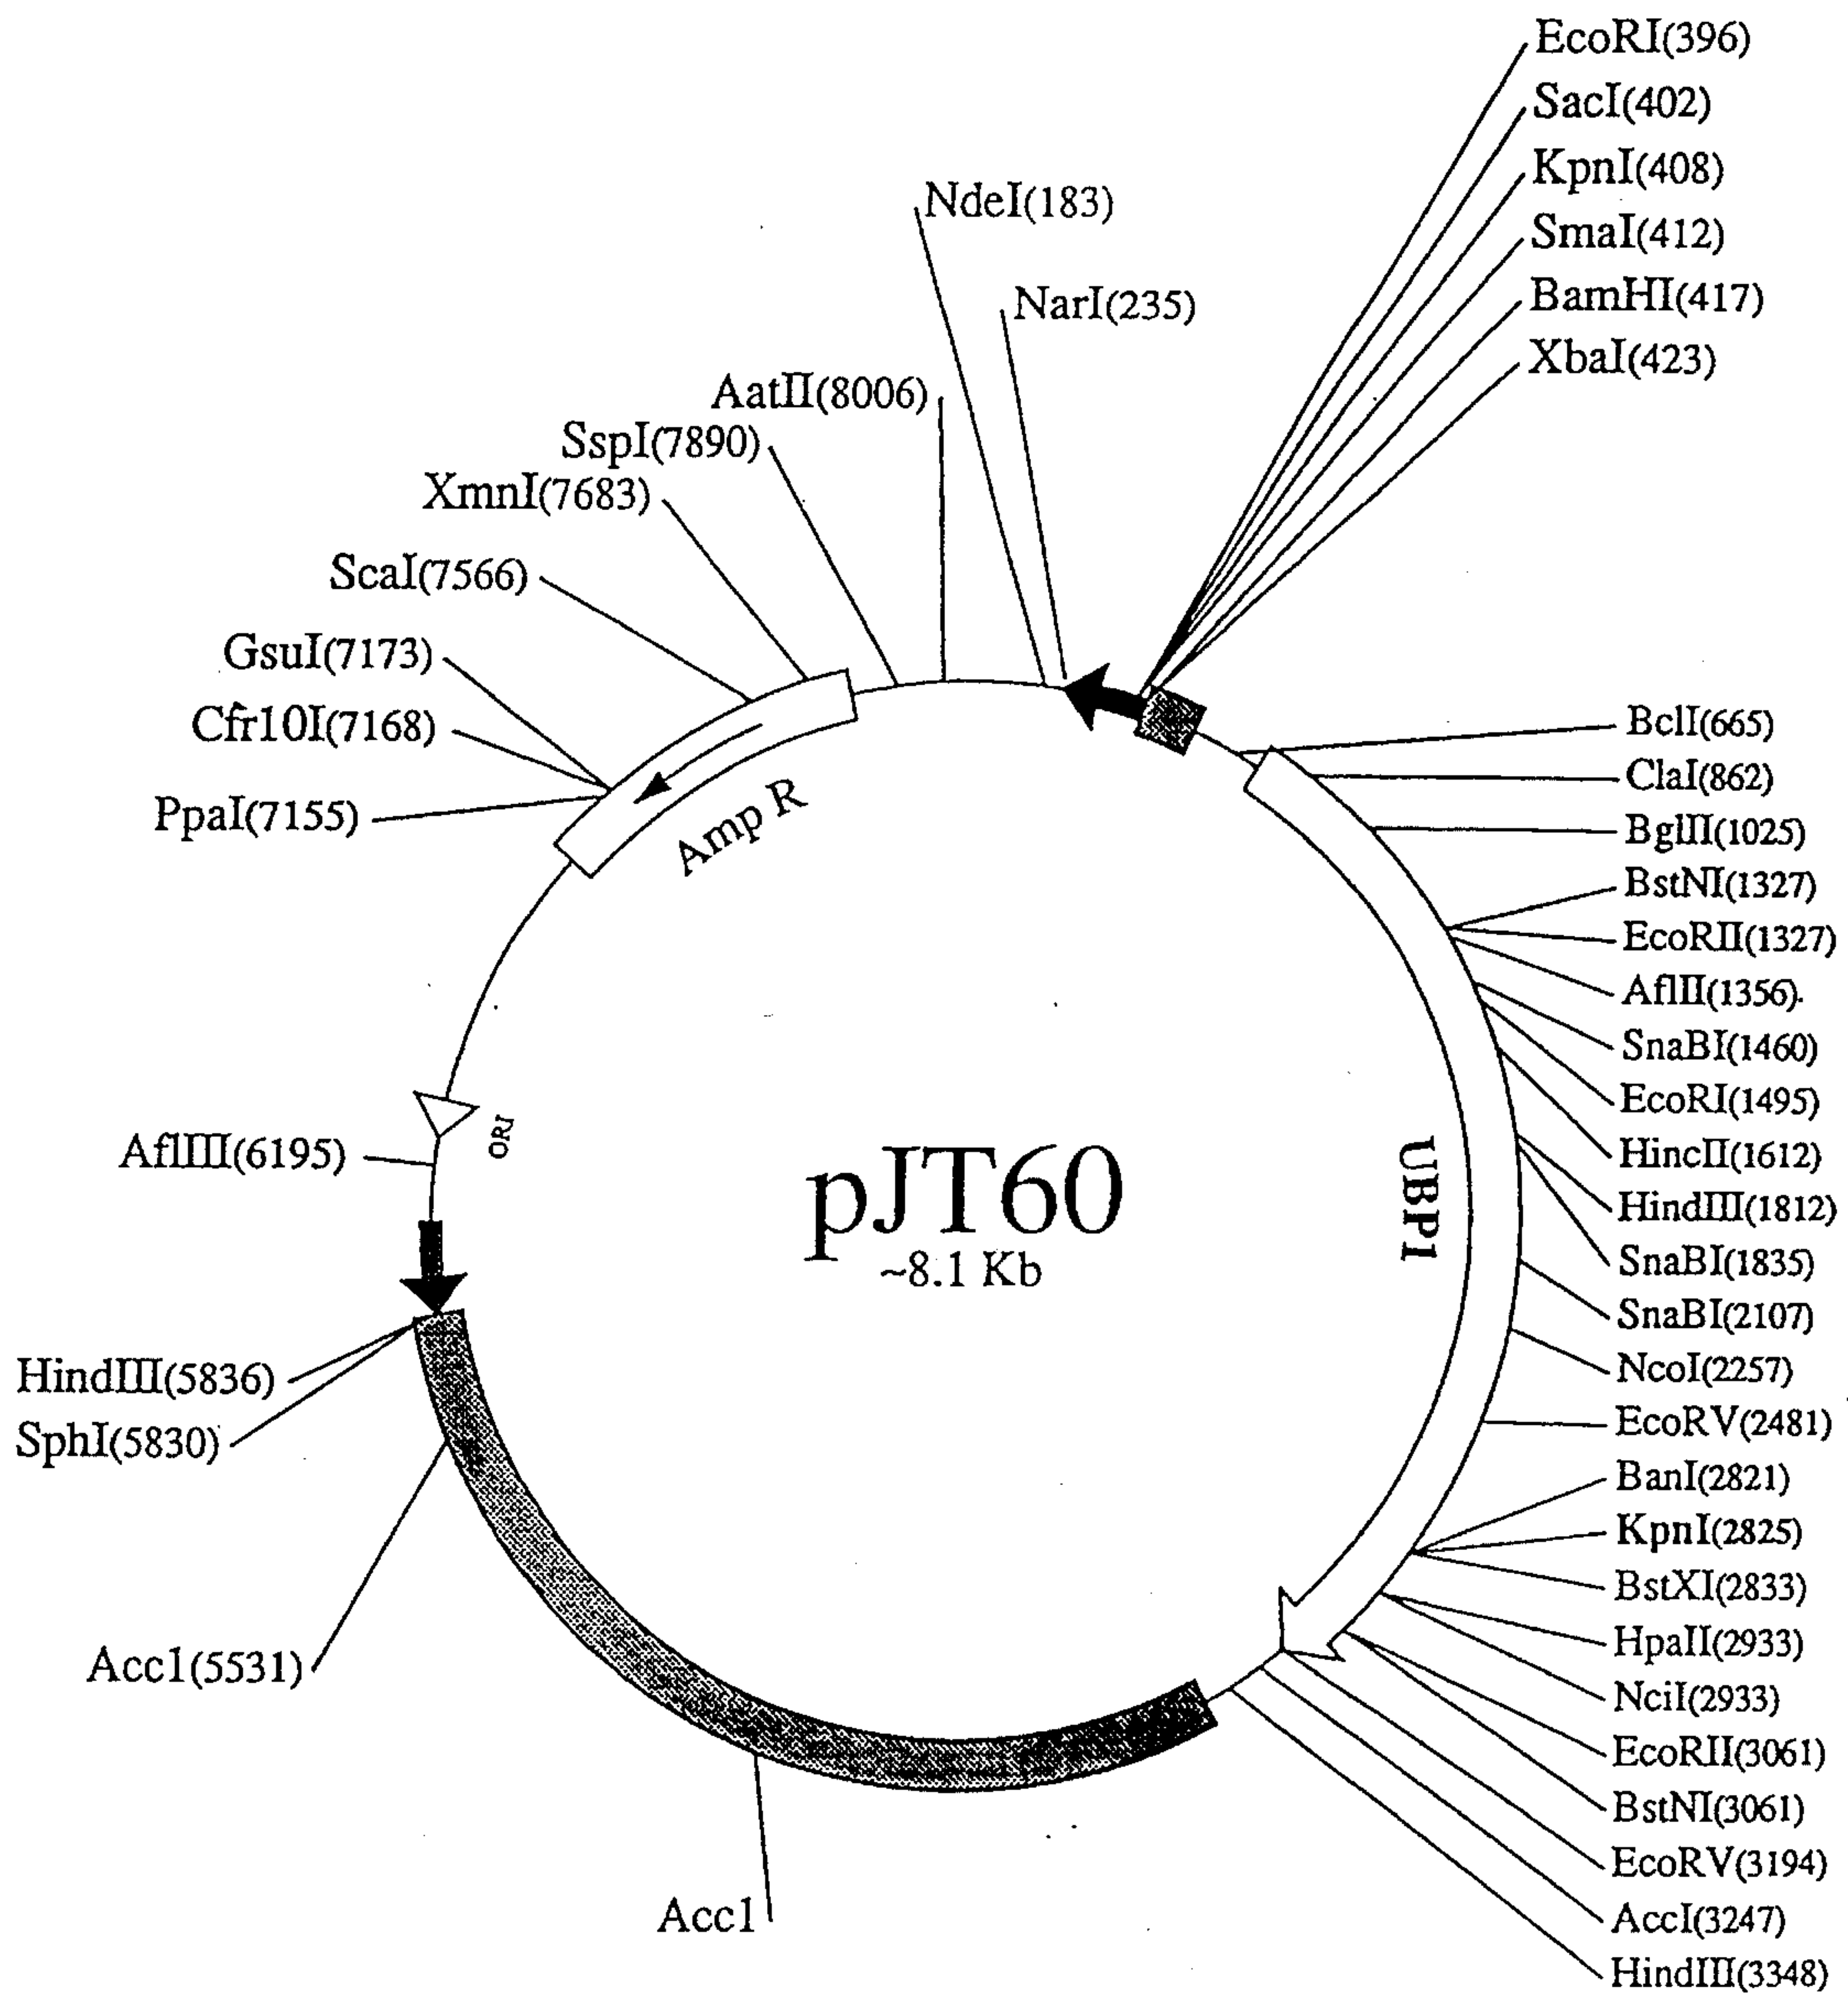 EcoRI(396)
SacI(402)
KpnI(408)
NdeI(183)
SmaI(412)
NarI(235)
BamHI(417)
XbaI(423)
AatII(8006)
SspI(7890)
XmnI(7683)
ScaI(7566)
GsuI(7173)
Cfr10I(7168)
PpaI(7155)
Amp R
BclI(665)
ClaI(862)
BglII(1025)
BstNI(1327)
EcoRII(1327)
AflII(1356)
SnaBI(1460)
EcoRI(1495)
HincII(1612)
HindIII(1812)
SnaBI(1835)
SnaBI(2107)
NcoI(2257)
EcoRV(2481)
BanI(2821)
KpnI(2825)
BstXI(2833)
HpaII(2933)
NciI(2933)
EcoRII(3061)
BstNI(3061)
EcoRV(3194)
AccI(3247)
HindIII(3348)
UBP1
pJT60
~8.1 Kb
ORI
AflIII(6195)
HindIII(5836)
SphI(5830)
Acc1(5531)
Acc1